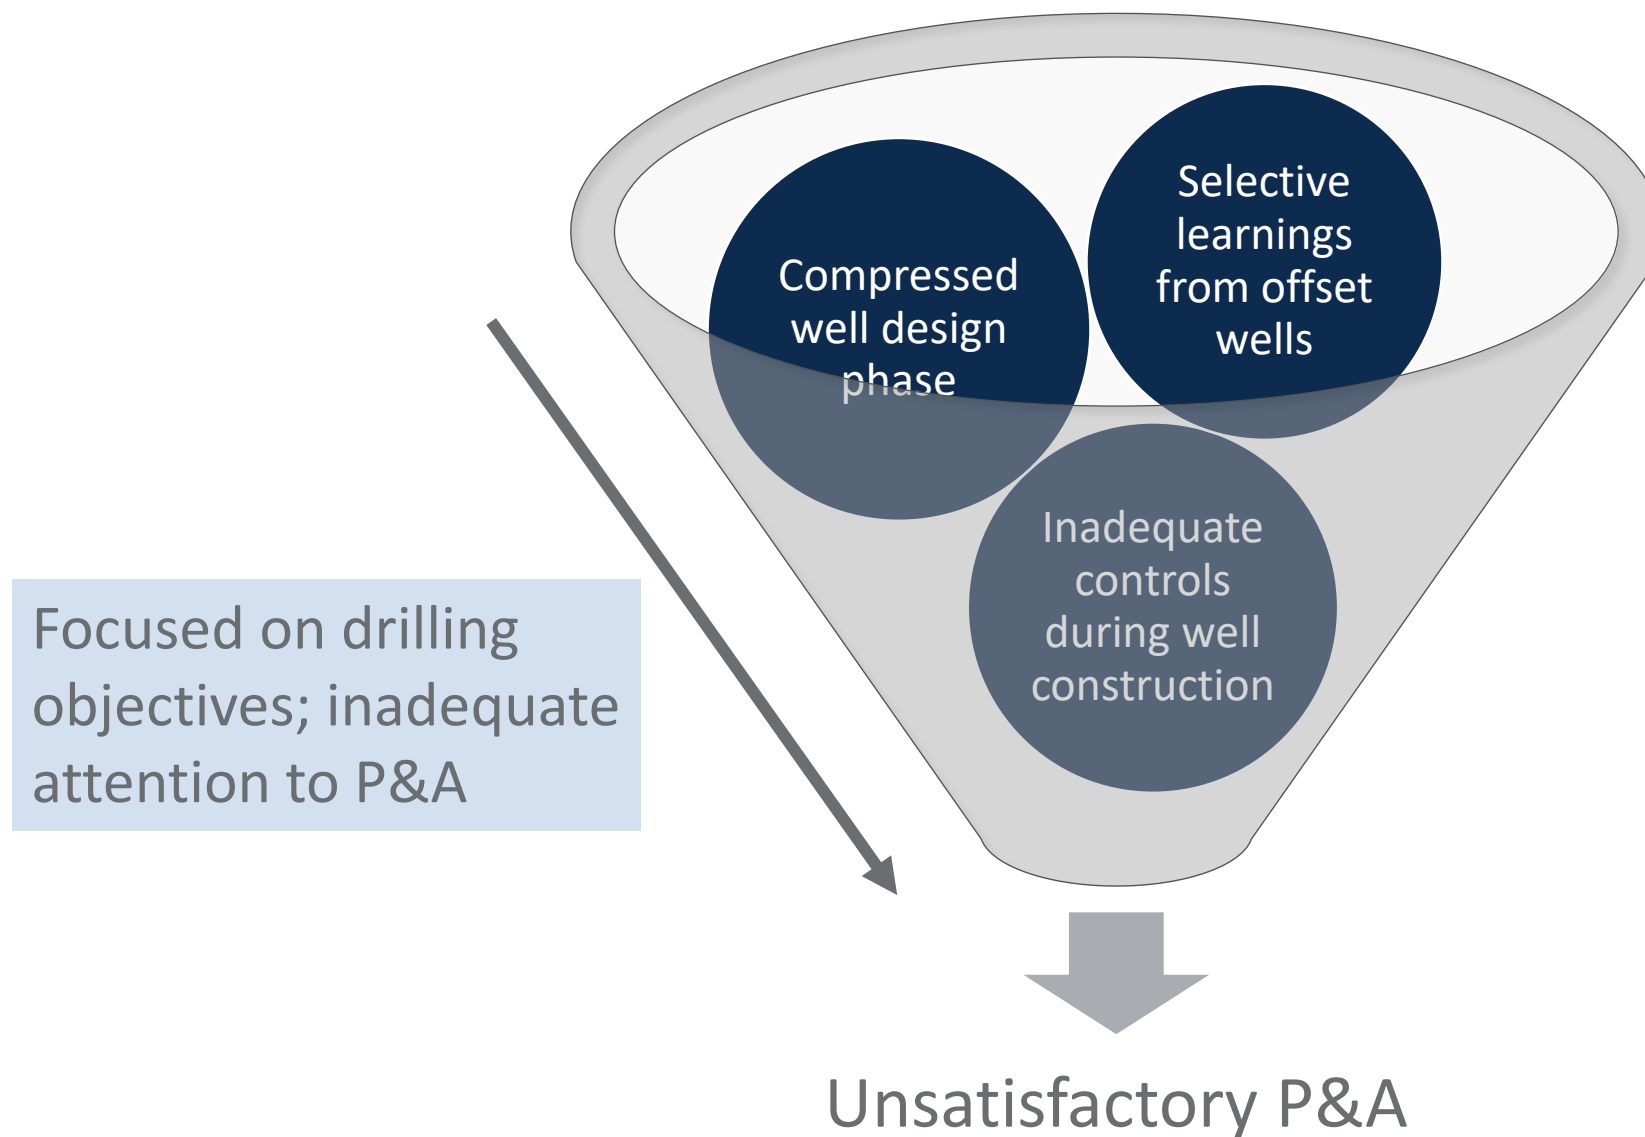 Compressed
well design
phase
Selective
learnings
from offset
wells
Inadequate
controls
during well
construction
Focused on drilling
objectives; inadequate
attention to P&A
Unsatisfactory P&A